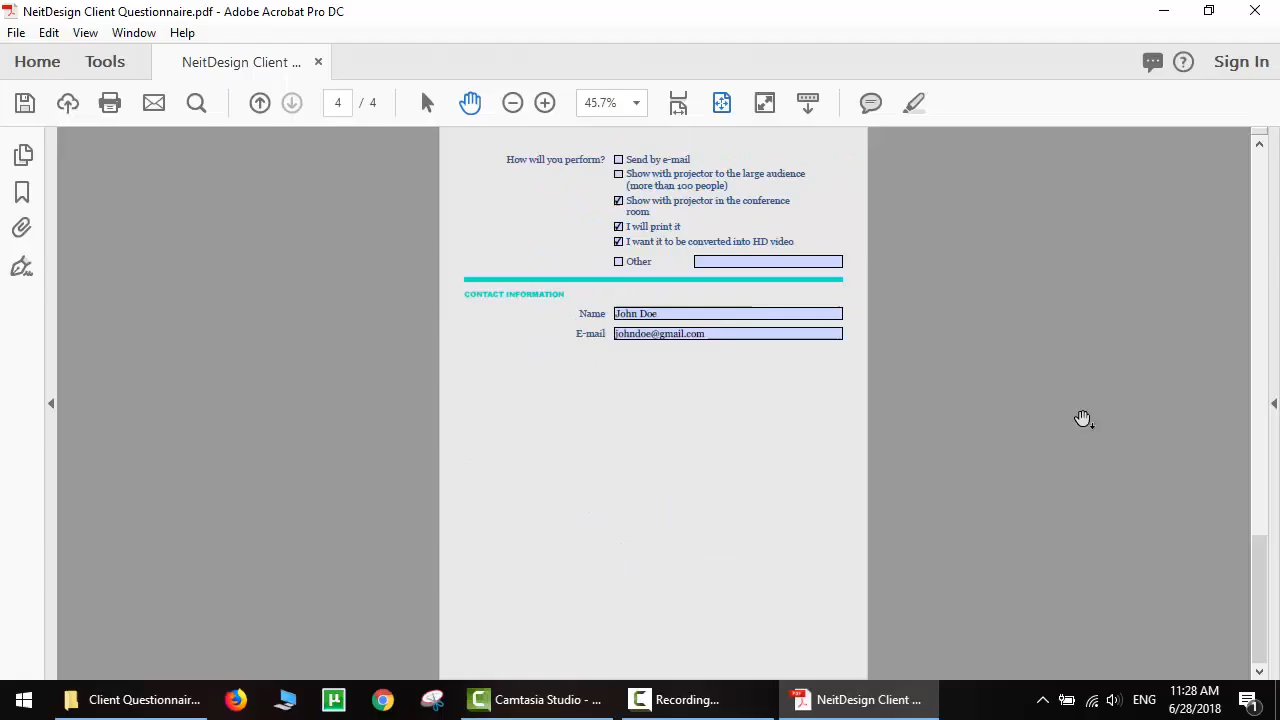 NeitDesign Client Questionnaire.pdf - Adobe Acrobat Pro DC
File Edit View Window Help
Home Tools NeitDesign Client ... × Sign In
4 / 4 45.7%
How will you perform? Send by e-mail
Show with projector to the large audience
(more than 100 people)
Show with projector in the conference
room
I will print it
I want it to be converted into HD video
Other
CONTACT INFORMATION
Name John Doe
E-mail johndoe@gmail.com
Client Questionnair... Camtasia Studio - ... Recording... NeitDesign Client ... ENG 11:28 AM
6/28/2018 1